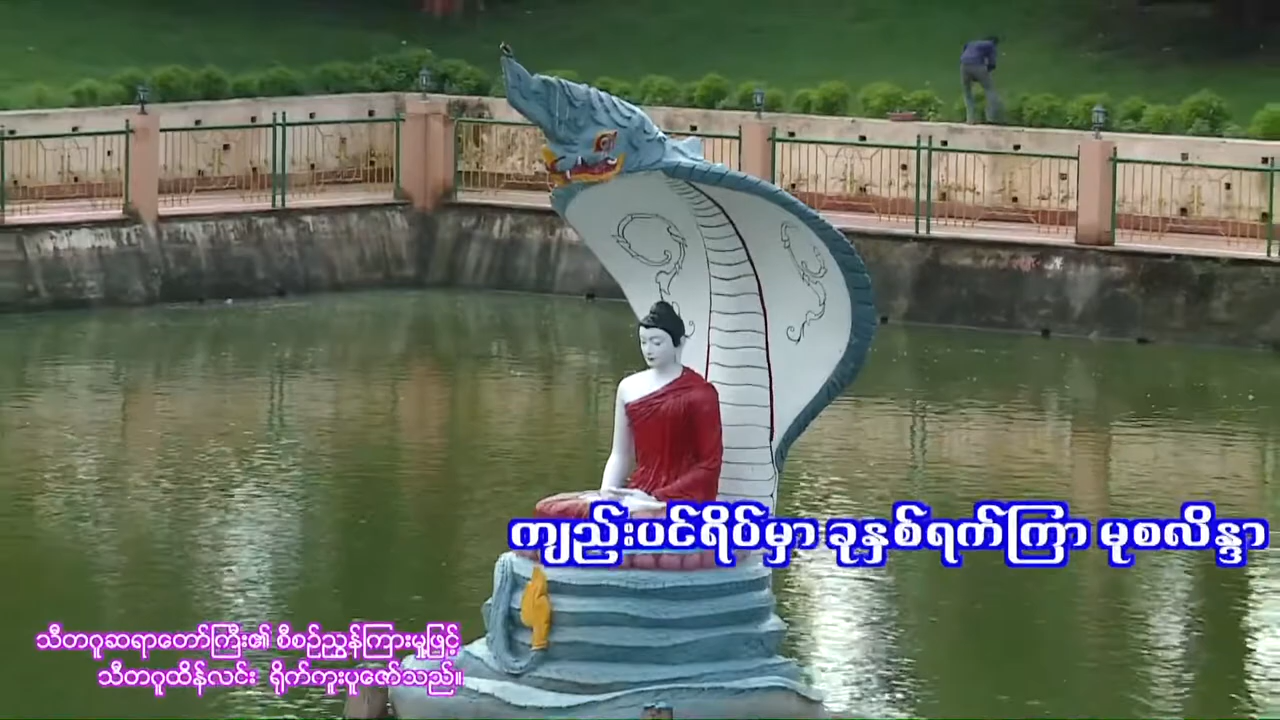 ကျည်းပင်ရိပ်မှာ ခုနှစ်ရက်ကြာ မုစလိန္ဒာ
သီတဂူဆရာတော်ကြီး၏ စီစဉ်ညွှန်ကြားမှုဖြင့်
သီတဂူထိန်လင်း ရိုက်ကူးပူဇော်သည်။